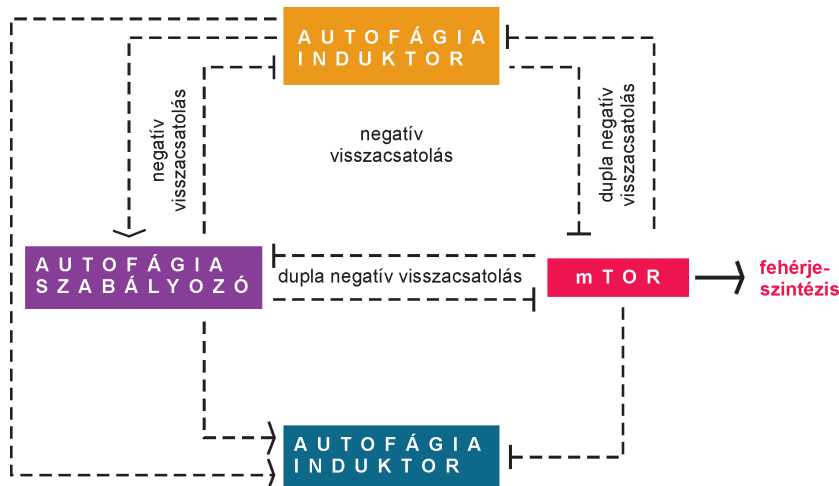 AUTOFÁGIA
INDUKTOR
negatív
visszacsatolás
negatív
visszacsatolás
dupla negatív
visszacsatolás
AUTOFÁGIA
SZABÁLYOZÓ
dupla negatív visszacsatolás
mTOR
fehérje-
szintézis
AUTOFÁGIA
INDUKTOR